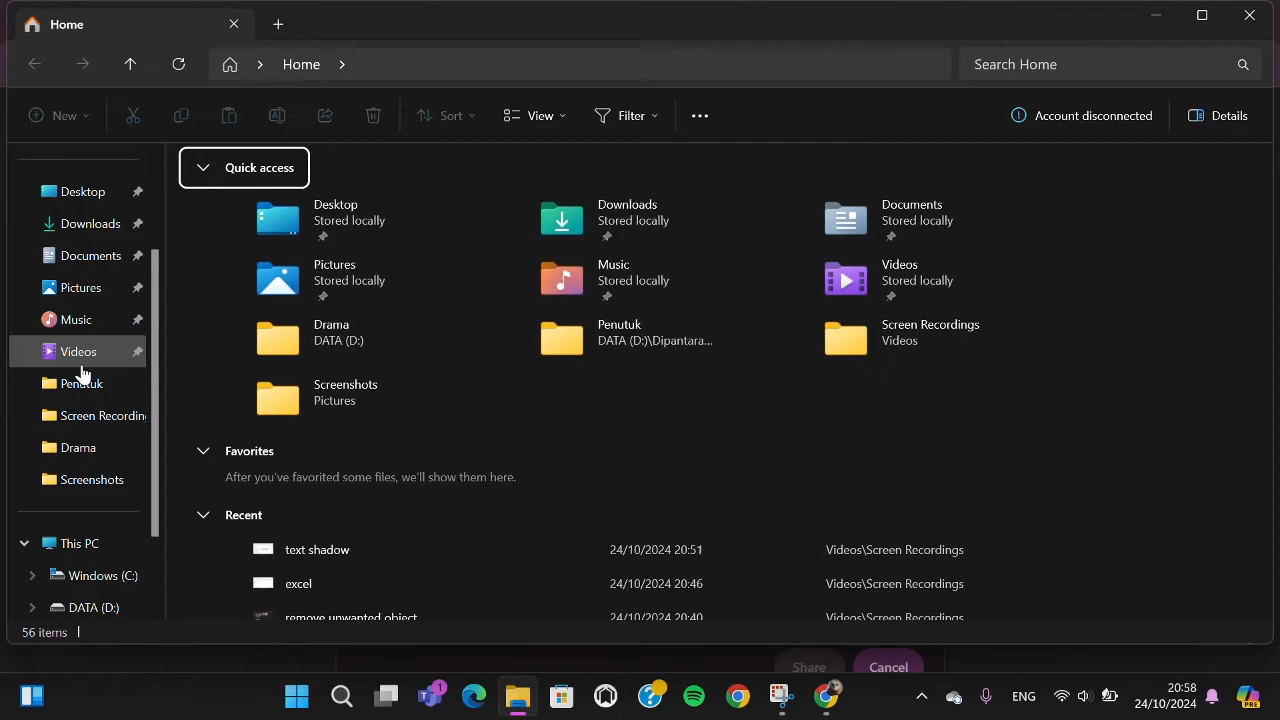 Home
Home
Search Home
New
Sort
View
Filter
Account disconnected
Details
Desktop
Downloads
Documents
Pictures
Music
Videos
Penutuk
Screen Recordin
Drama
Screenshots
This PC
Windows (C:)
DATA (D:)
Quick access
Desktop
Stored locally
Downloads
Stored locally
Documents
Stored locally
Pictures
Stored locally
Music
Stored locally
Videos
Stored locally
Drama
DATA (D:)
Penutuk
DATA (D:)\Dipantara...
Screen Recordings
Videos
Screenshots
Pictures
Favorites
After you've favorited some files, we'll show them here.
Recent
text shadow 24/10/2024 20:51 Videos\Screen Recordings
excel 24/10/2024 20:46 Videos\Screen Recordings
remove unwanted object 24/10/2024 20:40 Videos\Screen Recordings
56 items
Share
Cancel
1
ENG
20:58
24/10/2024
PRE